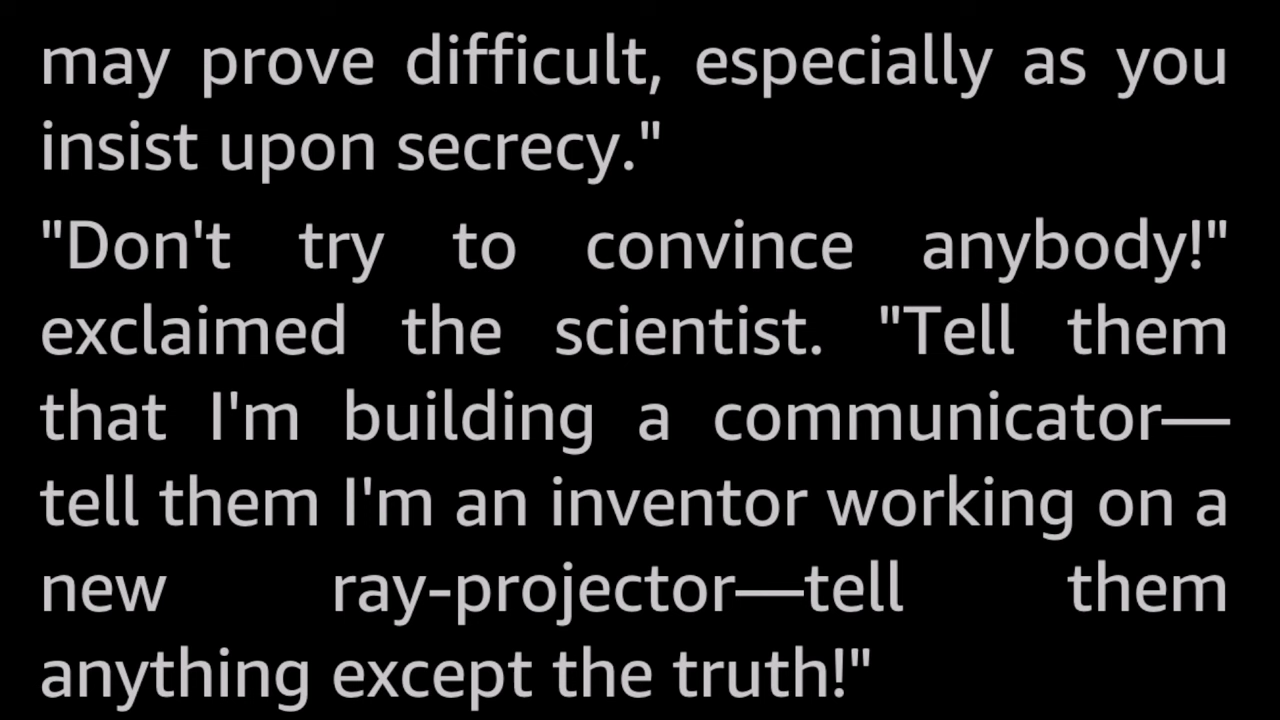 may prove difficult, especially as you
insist upon secrecy."
"Don't try to convince anybody!"
exclaimed the scientist. "Tell them
that I'm building a communicator—
tell them I'm an inventor working on a
new ray-projector—tell them
anything except the truth!"